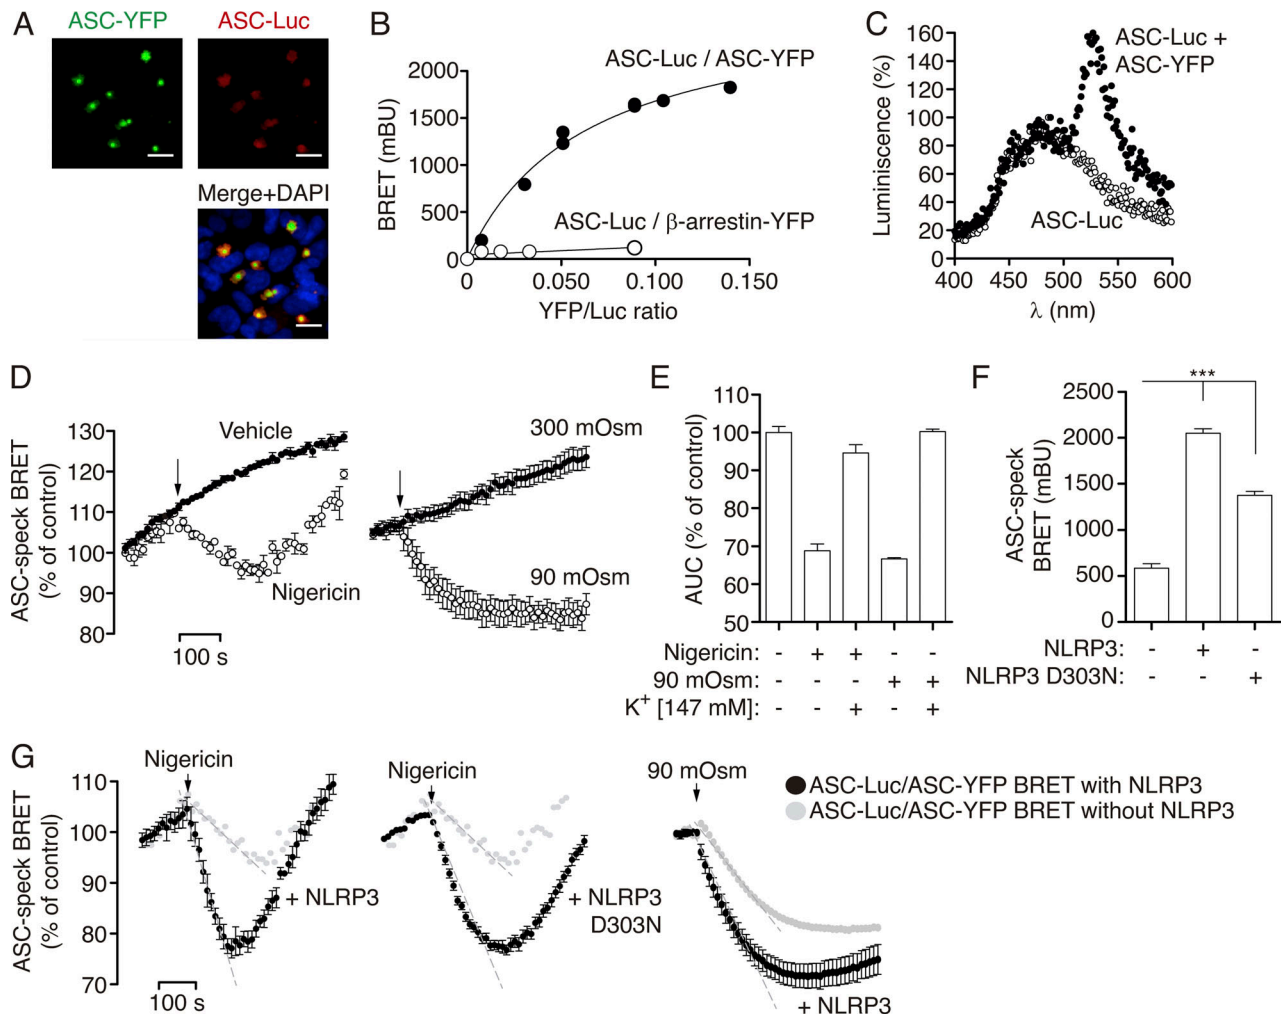 A
ASC-YFP
ASC-Luc
Merge+DAPI
B
BRET (mBU)
2000
1500
1000
500
0
ASC-Luc / ASC-YFP
ASC-Luc / β-arrestin-YFP
0 0.050 0.100 0.150
YFP/Luc ratio
C
Luminiscence (%)
160
140
120
100
80
60
40
20
ASC-Luc +
ASC-YFP
ASC-Luc
400 450 500 550 600
λ (nm)
D
ASC-speck BRET
(% of control)
130
120
110
100
90
80
Vehicle
Nigericin
100 s
300 mOsm
90 mOsm
E
AUC (% of control)
110
100
90
80
70
60
50
Nigericin: - + + - -
90 mOsm: - - - + +
K+ [147 mM]: - - + - +
F
ASC-speck
BRET (mBU)
2500
2000
1500
1000
500
0
***
NLRP3: - + -
NLRP3 D303N: - - +
G
ASC-speck BRET
(% of control)
110
100
90
80
70
Nigericin
+ NLRP3
100 s
Nigericin
+ NLRP3
D303N
90 mOsm
+ NLRP3
ASC-Luc/ASC-YFP BRET with NLRP3
ASC-Luc/ASC-YFP BRET without NLRP3